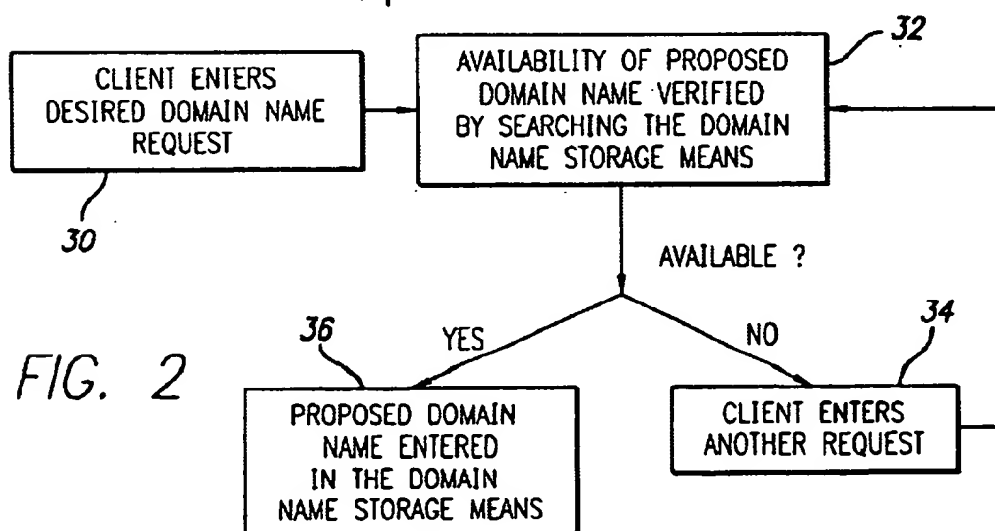 32
CLIENT ENTERS
DESIRED DOMAIN NAME
REQUEST
30
AVAILABILITY OF PROPOSED
DOMAIN NAME VERIFIED
BY SEARCHING THE DOMAIN
NAME STORAGE MEANS
AVAILABLE ?
YES
NO
36
34
FIG. 2
PROPOSED DOMAIN
NAME ENTERED
IN THE DOMAIN
NAME STORAGE MEANS
CLIENT ENTERS
ANOTHER REQUEST